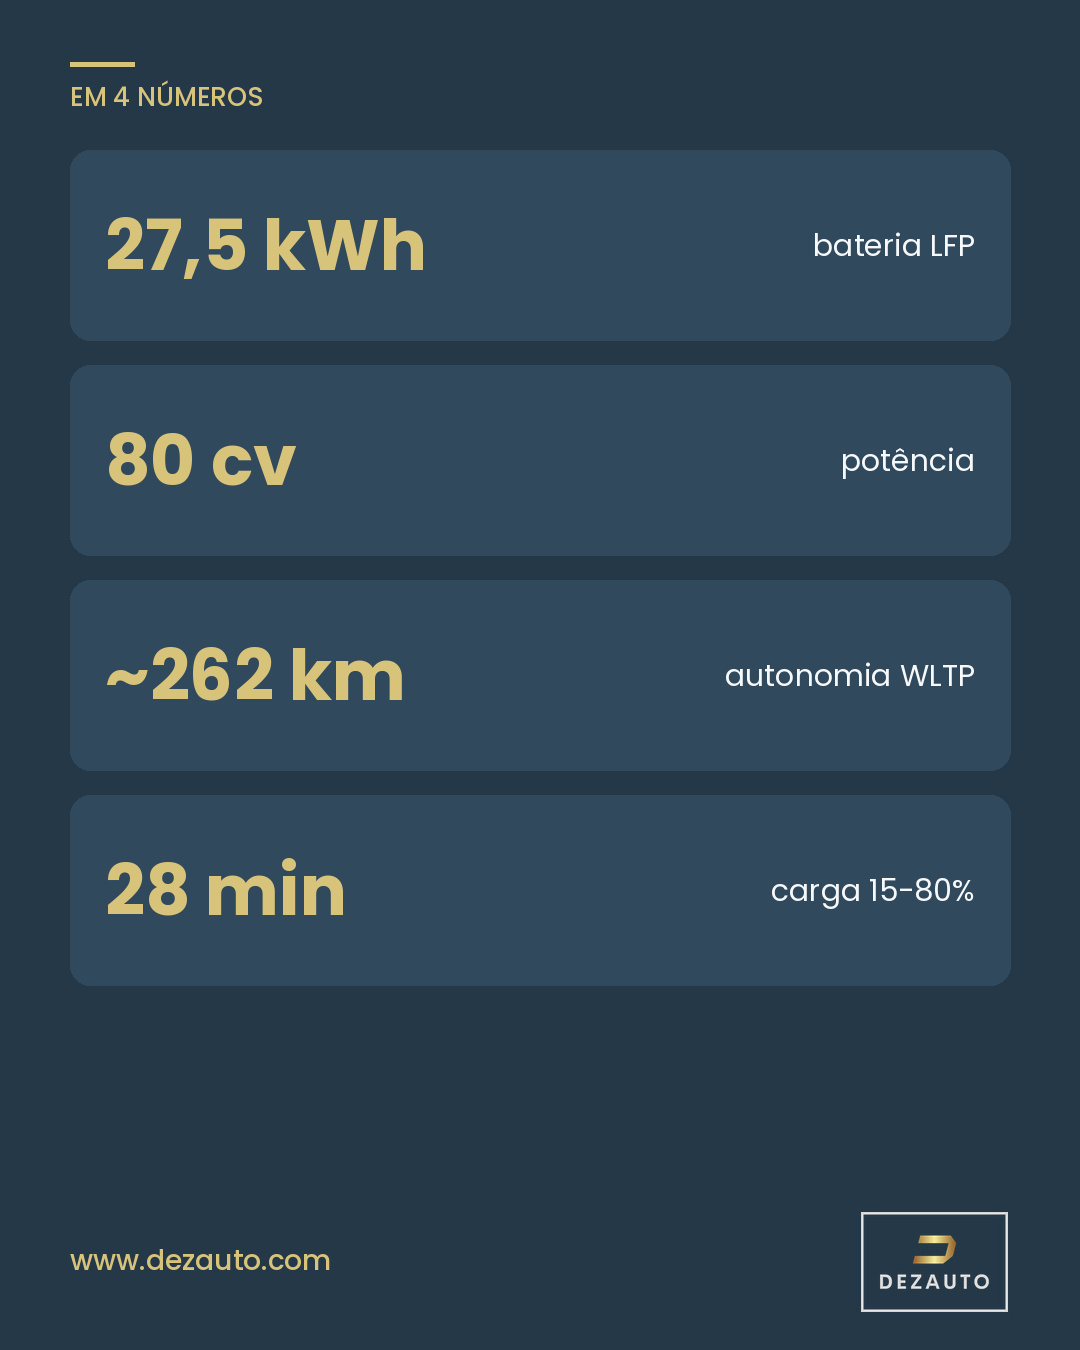 EM 4 NÚMEROS
27,5 kWh
bateria LFP
80 cv
potência
~262 km
autonomia WLTP
28 min
carga 15-80%
www.dezauto.com
DEZAUTO